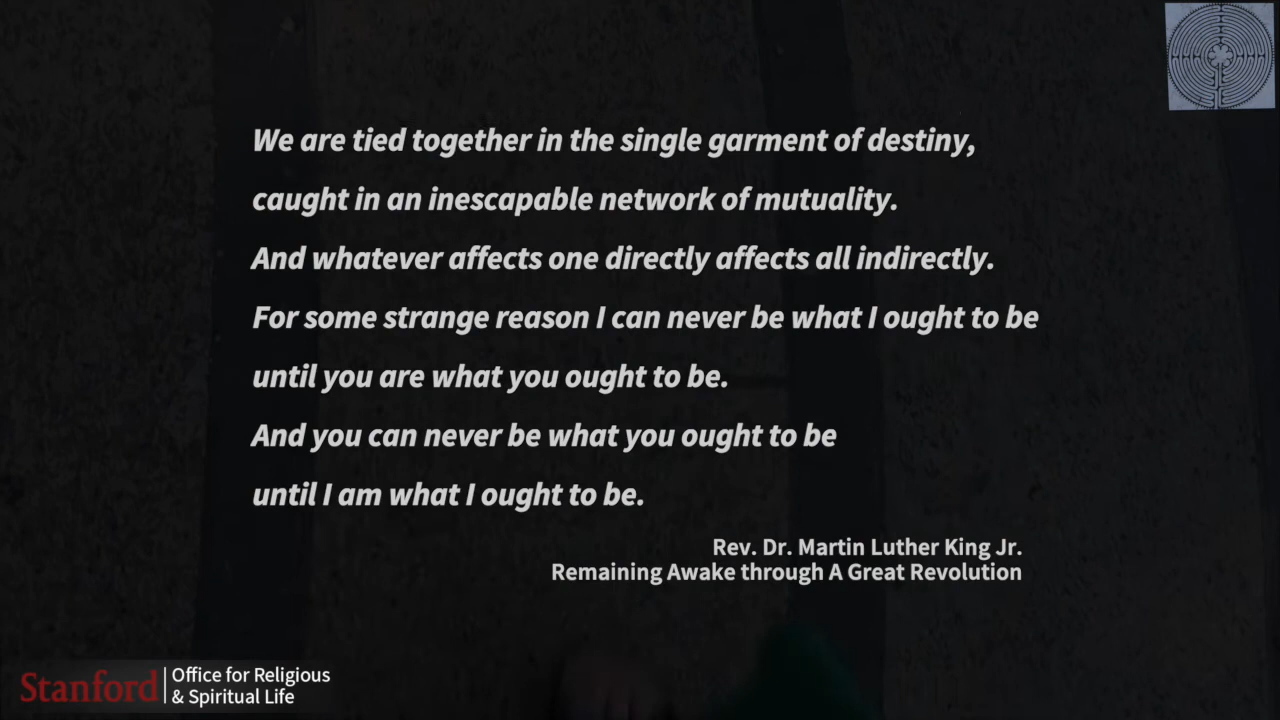 We are tied together in the single garment of destiny,
caught in an inescapable network of mutuality.
And whatever affects one directly affects all indirectly.
For some strange reason I can never be what I ought to be
until you are what you ought to be.
And you can never be what you ought to be
until I am what I ought to be.
Rev. Dr. Martin Luther King Jr.
Remaining Awake through A Great Revolution
Stanford
Office for Religious
& Spiritual Life